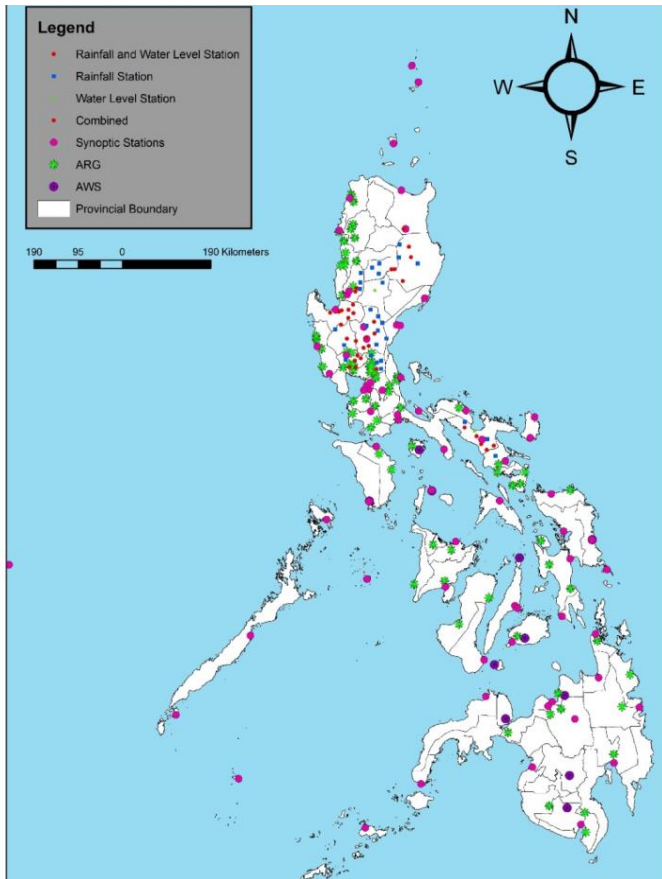 Legend
Rainfall and Water Level Station
Rainfall Station
Water Level Station
Combined
Synoptic Stations
ARG
AWS
Provincial Boundary
190 95 0 190 Kilometers
N
W E
S